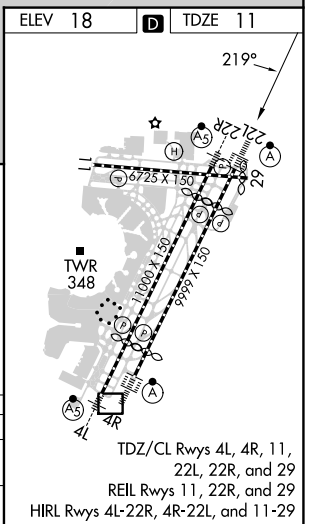 ELEV 18 D TDZE 11
219°
A5
22R
22L
A
H
P
11
P 6725 X 150
29
P
P
TWR
348
11000 X 150
9999 X 150
P
P
A5
A
4L
4R
TDZ/CL Rwys 4L, 4R, 11,
22L, 22R, and 29
REIL Rwys 11, 22R, and 29
HIRL Rwys 4L-22R, 4R-22L, and 11-29